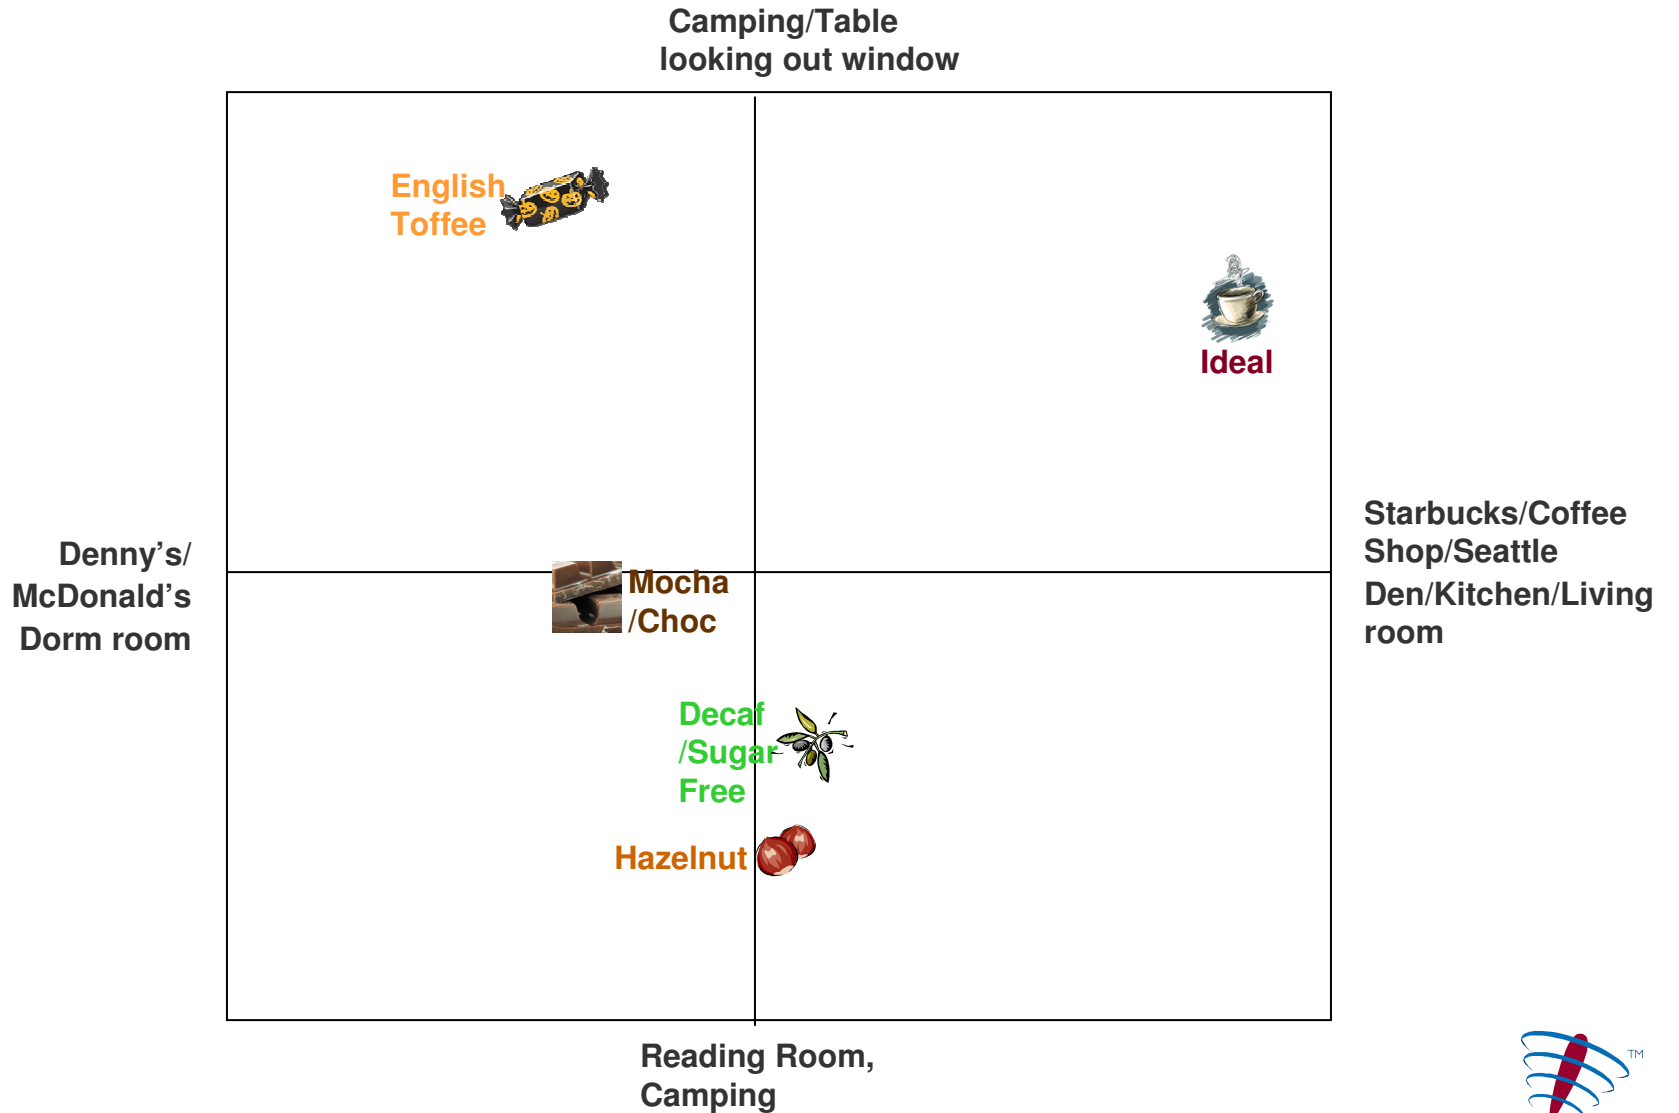 Camping/Table
looking out window
English
Toffee
Ideal
Denny’s/
McDonald’s
Dorm room
Starbucks/Coffee
Shop/Seattle
Den/Kitchen/Living
room
Mocha
/Choc
Decaf
/Sugar
Free
Hazelnut
Reading Room,
Camping
TM